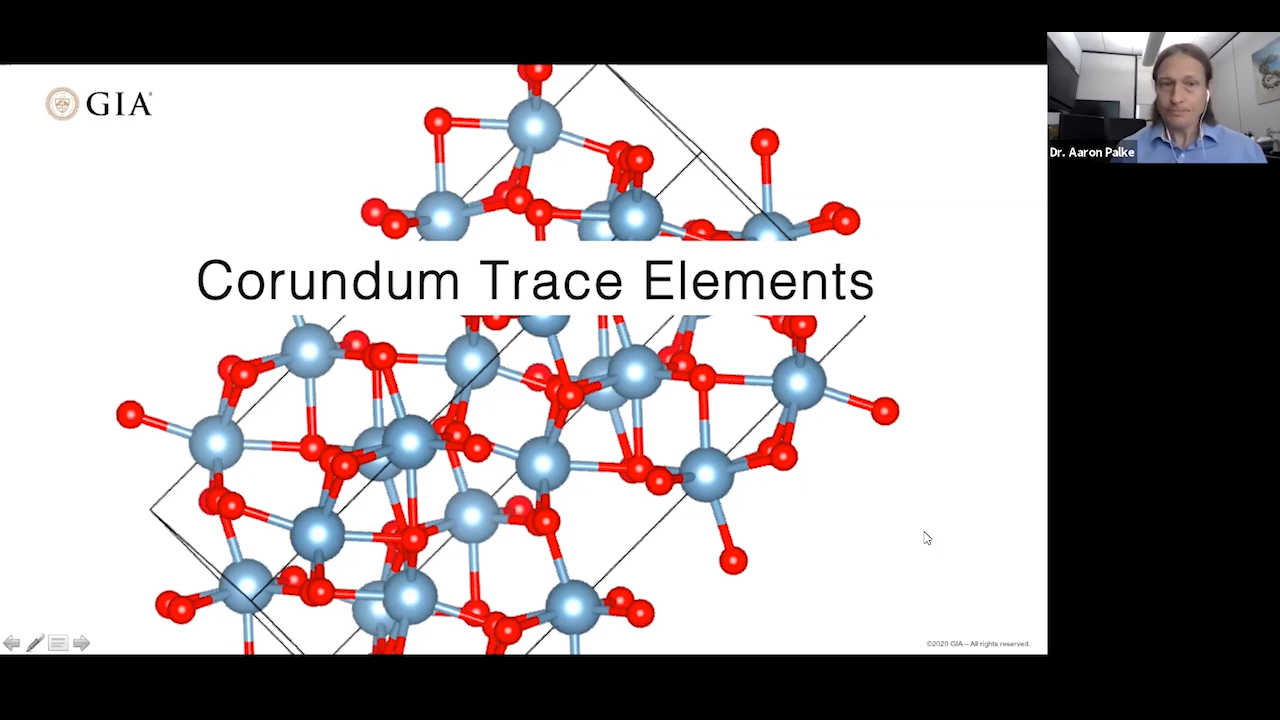 GIA®
Dr. Aaron Palke
Corundum Trace Elements
©2020 GIA – All rights reserved.